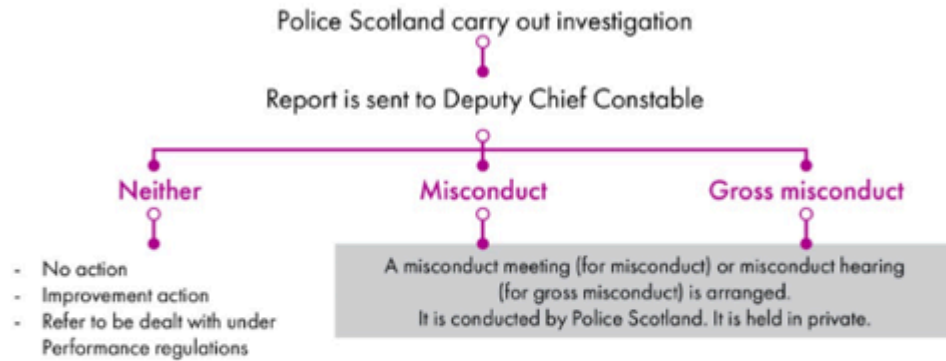 Police Scotland carry out investigation
Report is sent to Deputy Chief Constable
Neither
Misconduct
Gross misconduct
- No action
- Improvement action
- Refer to be dealt with under
Performance regulations
A misconduct meeting (for misconduct) or misconduct hearing
(for gross misconduct) is arranged.
It is conducted by Police Scotland. It is held in private.